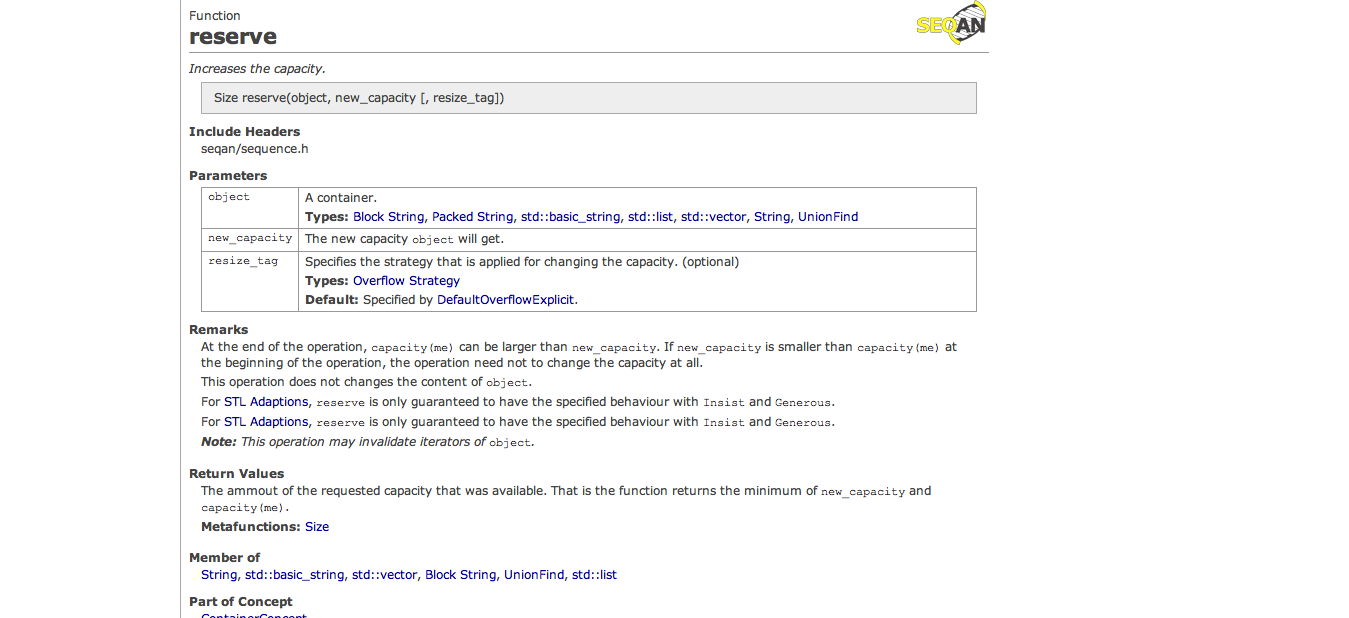 Function
SEQAN
reserve
Increases the capacity.
Size reserve(object, new_capacity [, resize_tag])
Include Headers
seqan/sequence.h
Parameters
object
A container.
Types: Block String, Packed String, std::basic_string, std::list, std::vector, String, UnionFind
new_capacity
The new capacity object will get.
resize_tag
Specifies the strategy that is applied for changing the capacity. (optional)
Types: Overflow Strategy
Default: Specified by DefaultOverflowExplicit.
Remarks
At the end of the operation, capacity(me) can be larger than new_capacity. If new_capacity is smaller than capacity(me) at
the beginning of the operation, the operation need not to change the capacity at all.
This operation does not changes the content of object.
For STL Adaptions, reserve is only guaranteed to have the specified behaviour with Insist and Generous.
For STL Adaptions, reserve is only guaranteed to have the specified behaviour with Insist and Generous.
Note: This operation may invalidate iterators of object.
Return Values
The ammout of the requested capacity that was available. That is the function returns the minimum of new_capacity and
capacity(me).
Metafunctions: Size
Member of
String, std::basic_string, std::vector, Block String, UnionFind, std::list
Part of Concept
ContainerConcept